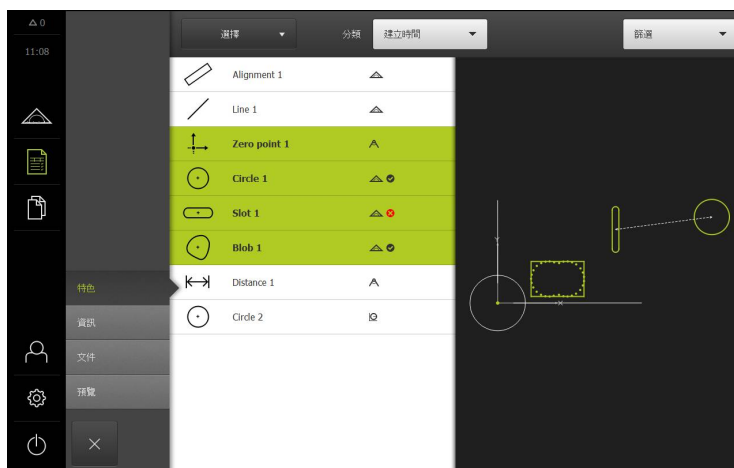 0
11:08
選擇
分類
建立時間
篩選
Alignment 1
Line 1
Zero point 1
Circle 1
Slot 1
Blob 1
Distance 1
Circle 2
特色
資訊
文件
預覽
Y
X